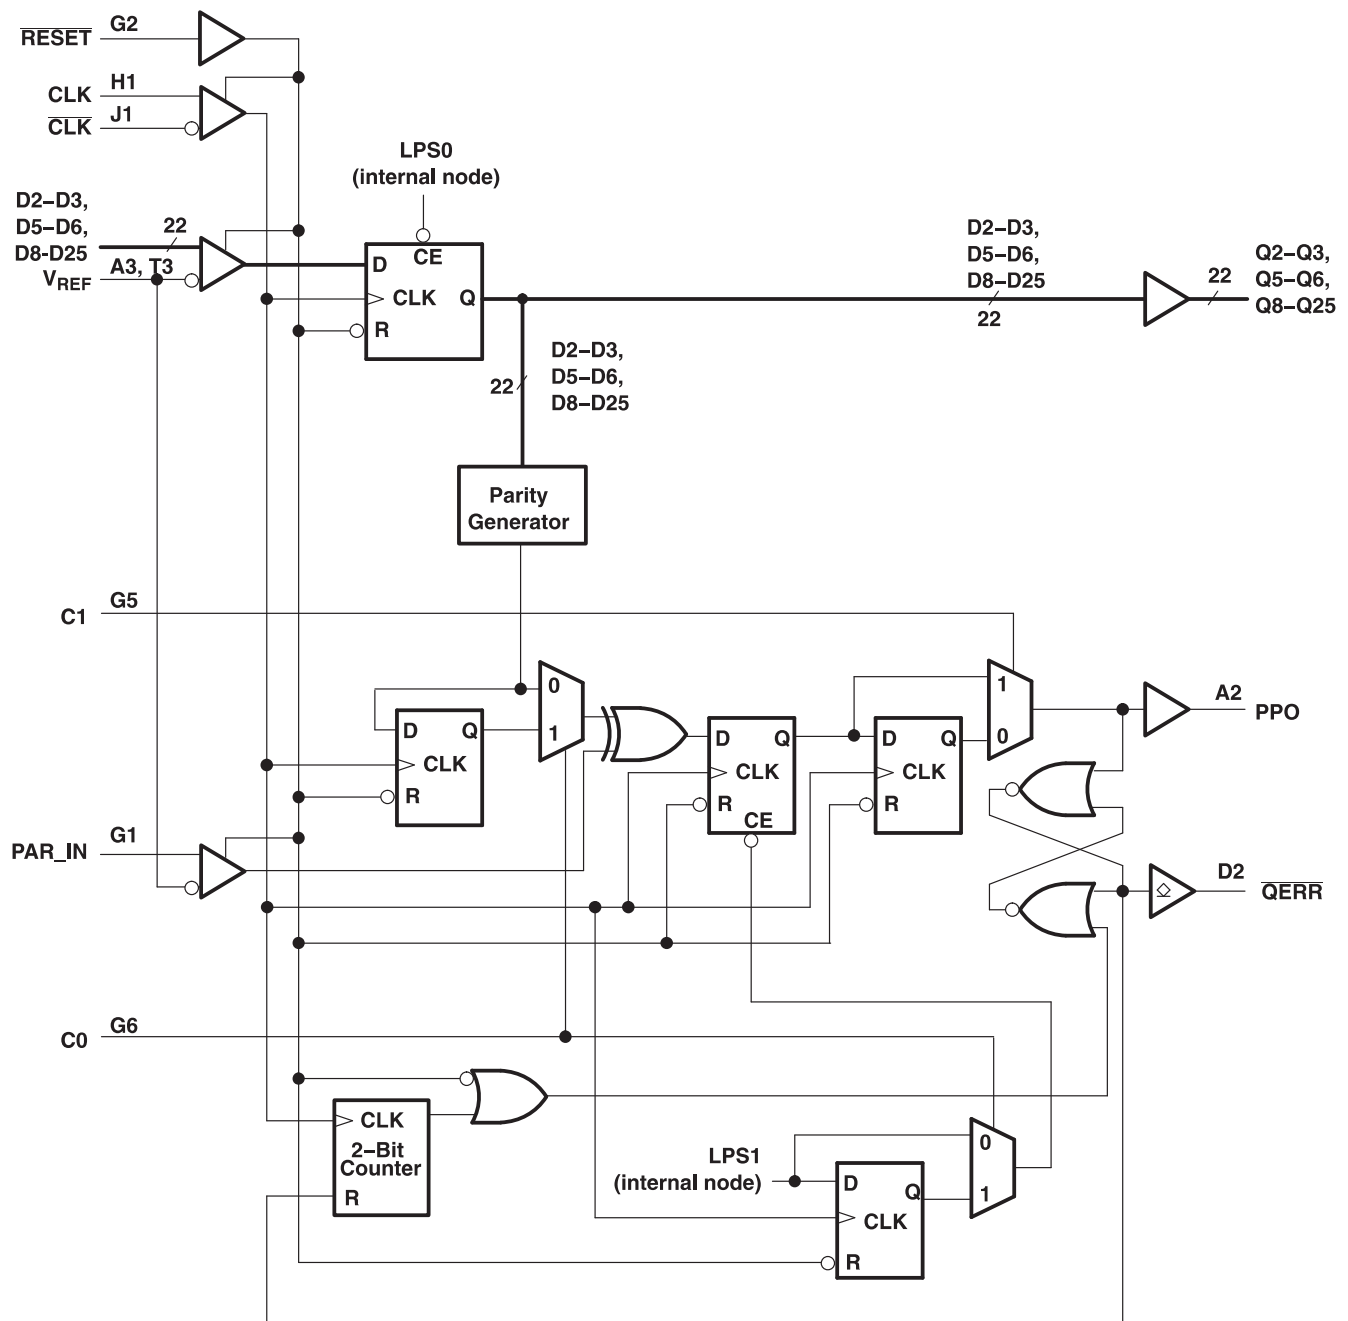 RESET G2
CLK H1
CLK J1
LPS0
(internal node)
D2–D3,
D5–D6,
D8-D25
22
VREF A3, T3
D CE
CLK Q
R
D2–D3,
D5–D6,
D8–D25
22
22
Q2–Q3,
Q5–Q6,
Q8–Q25
22
D2–D3,
D5–D6,
D8–D25
Parity
Generator
C1 G5
0
1
D Q
CLK
R
D Q
CLK
R
CE
D Q
CLK
R
1
0
A2
PPO
PAR_IN G1
D2
QERR
C0 G6
CLK
2–Bit
Counter
R
LPS1
(internal node)
D Q
CLK
R
0
1